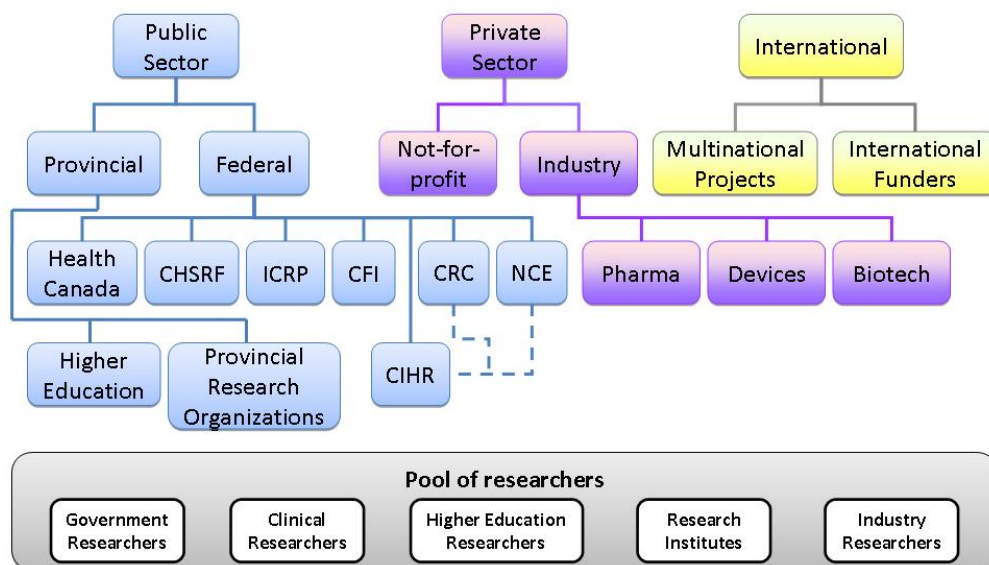 Public
Sector
Private
Sector
International
Provincial
Federal
Not-for-
profit
Industry
Multinational
Projects
International
Funders
Health
Canada
CHSRF
ICRP
CFI
CRC
NCE
Pharma
Devices
Biotech
Higher
Education
Provincial
Research
Organizations
CIHR
Pool of researchers
Government
Researchers
Clinical
Researchers
Higher Education
Researchers
Research
Institutes
Industry
Researchers